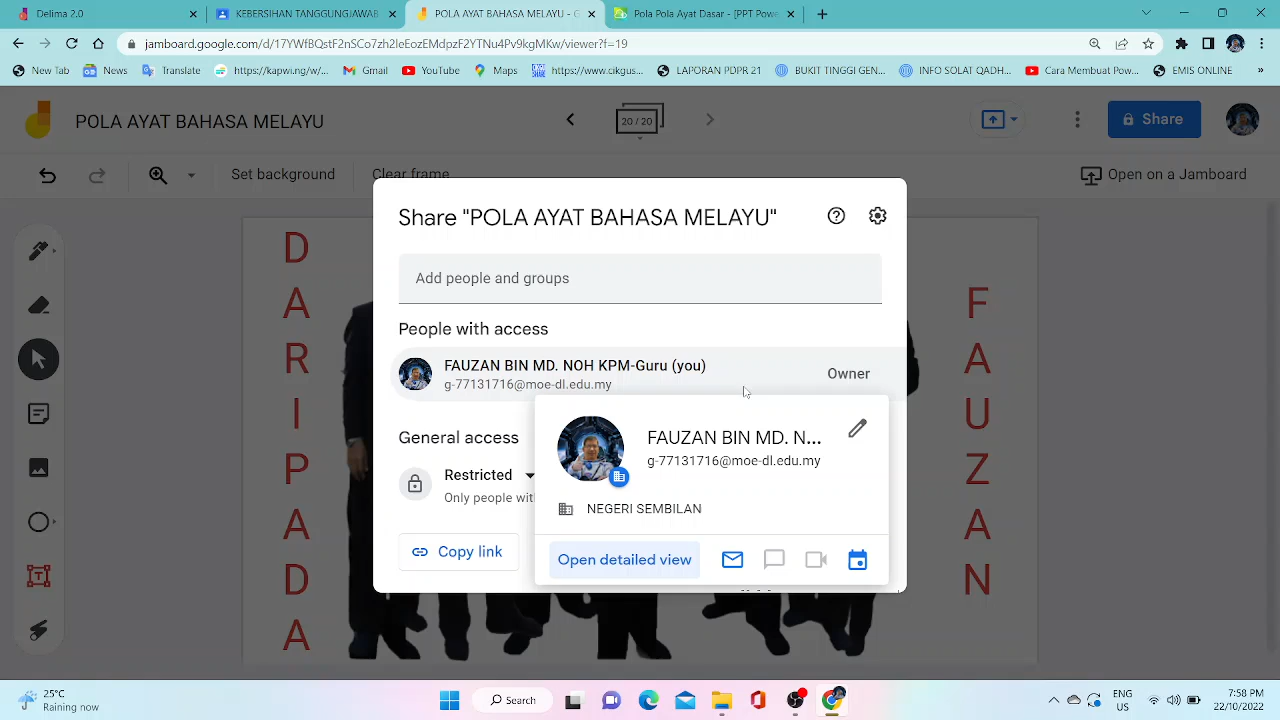 Delima 2.0
KEBERSIHAN TANGGUNGJAWAB
POLA AYAT BAHASA MELAYU - G
Pola Pola Ayat Dasar - [PPT Powe
jamboard.google.com/d/17YWfBQstF2nSCo7zh2IeEozEMdpzF2YTNu4Pv9kgMKw/viewer?f=19
New Tab
News
Translate
https://kapwing/w...
Gmail
YouTube
Maps
https://www.cikgus...
LAPORAN PDPR 21
BUKIT TINGGI GEN...
INFO SOLAT QADH...
Cara Membuat Pow...
EMIS ONLINE
»
POLA AYAT BAHASA MELAYU
20 / 20
Share
Set background
Clear frame
Open on a Jamboard
D
A
R
I
P
A
D
A
Share "POLA AYAT BAHASA MELAYU"
Add people and groups
People with access
FAUZAN BIN MD. NOH KPM-Guru (you)
g-77131716@moe-dl.edu.my
Owner
General access
Restricted
Only people wit
Copy link
FAUZAN BIN MD. N...
g-77131716@moe-dl.edu.my
NEGERI SEMBILAN
Open detailed view
F
A
U
Z
A
N
25°C
Raining now
Search
ENG
US
7:58 PM
22/10/2022